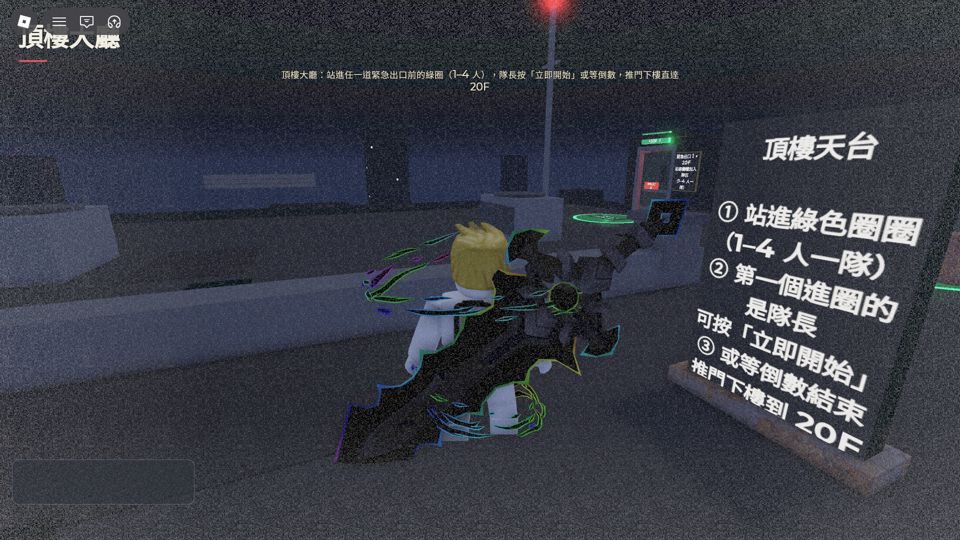 頂樓大廳
頂樓大廳：站進任一道緊急出口前的綠圈（1–4 人），隊長按「立即開始」或等倒數，推門下樓直達
20F
頂樓天台
① 站進綠色圈圈
（1–4 人一隊）
② 第一個進圈的
是隊長
可按「立即開始」
③ 或等倒數結束
推門下樓到 20F